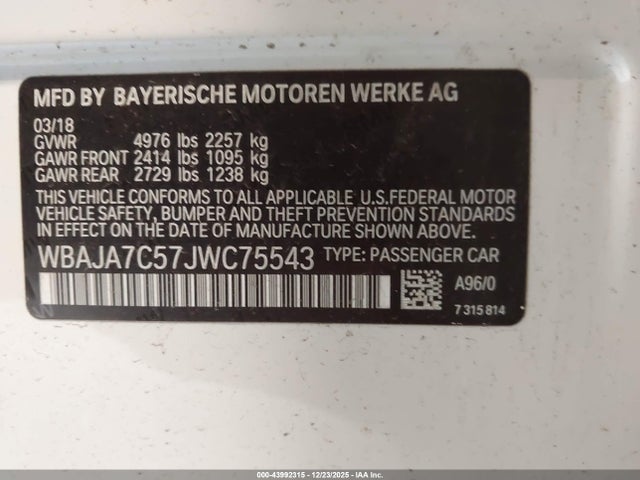 MFD BY BAYERISCHE MOTOREN WERKE AG
03/18
GVWR 4976 lbs 2257 kg
GAWR FRONT 2414 lbs 1095 kg
GAWR REAR 2729 lbs 1238 kg
THIS VEHICLE CONFORMS TO ALL APPLICABLE U.S.FEDERAL MOTOR
VEHICLE SAFETY, BUMPER AND THEFT PREVENTION STANDARDS
IN EFFECT ON THE DATE OF MANUFACTURE SHOWN ABOVE.
WBAJA7C57JWC75543 TYPE: PASSENGER CAR
A96/0
7 315 814
000-43992315 - 12/23/2025 - IAA Inc.